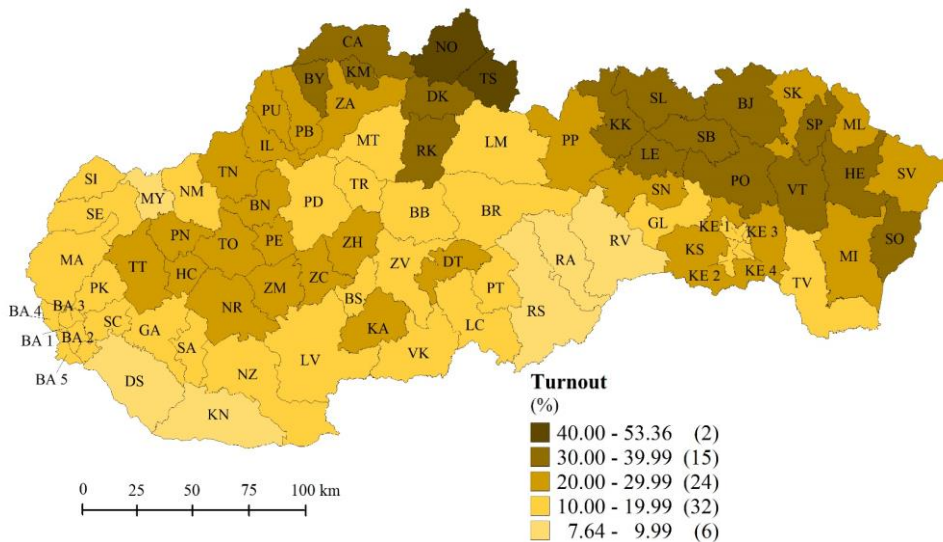 CA
NO
BY
KM
TS
DK
PU
ZA
PB
IL
MT
RK
LM
PP
KK
SL
BJ
SK
SP
ML
SB
LE
PO
VT
HE
SV
SO
TN
SI
MY
NM
BN
PD
TR
BB
BR
SN
GL
KE 1
KE 3
KS
KE 2
KE 4
MI
TV
SE
MA
PN
TO
PE
ZH
TT
HC
ZM
ZC
ZV
DT
RV
RA
RS
PT
BS
PK
NR
KA
LC
VK
BA 4
BA 3
BA 1
BA 2
BA 5
SC
GA
SA
LV
NZ
DS
KN
Turnout
(%)
40.00 - 53.36 (2)
30.00 - 39.99 (15)
20.00 - 29.99 (24)
10.00 - 19.99 (32)
7.64 - 9.99 (6)
0 25 50 75 100 km